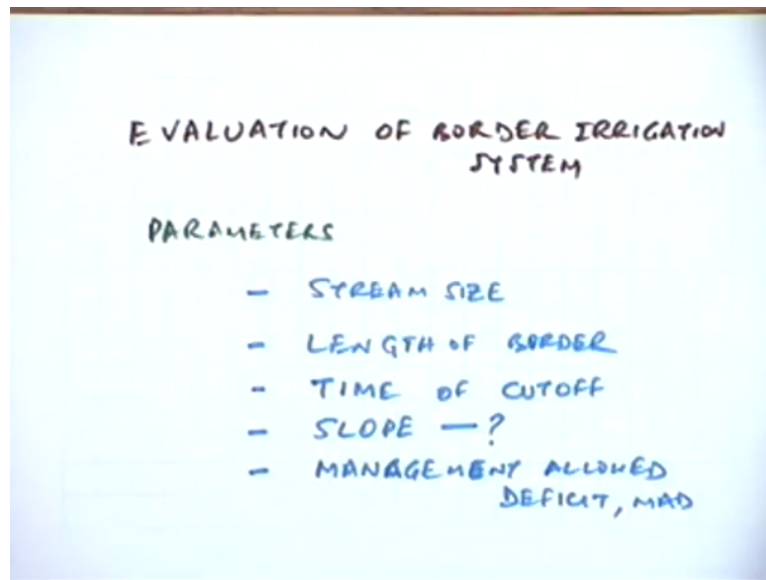 EVALUATION OF BORDER IRRIGATION
SYSTEM
PARAMETERS
- STREAM SIZE
- LENGTH OF BORDER
- TIME OF CUTOFF
- SLOPE - ?
- MANAGEMENT ALLOWED
DEFICIT, MAD